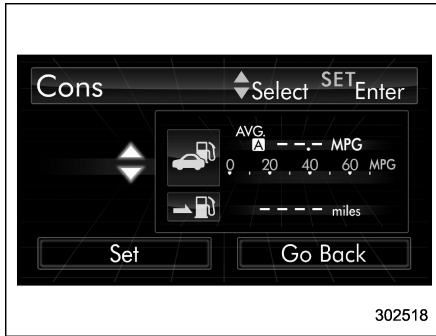 Cons Select SET Enter
AVG.
A --.- MPG
0 20 40 60 MPG
---- miles
Set Go Back
302518